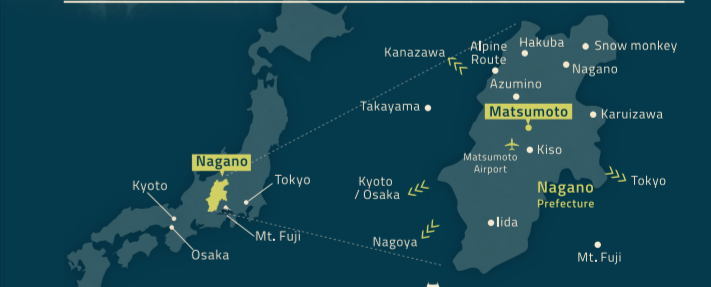 Nagano
Kyoto
Tokyo
Mt. Fuji
Osaka
Kanazawa
Alpine
Route
Hakuba
Snow monkey
Nagano
Azumino
Takayama
Matsumoto
Karuizawa
Matsumoto
Airport
Kiso
Kyoto
/ Osaka
Nagano
Prefecture
Tokyo
Nagoya
Iida
Mt. Fuji